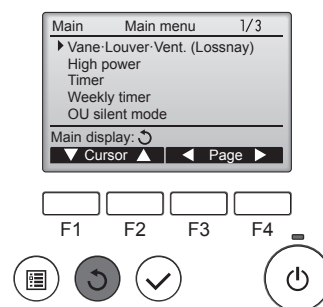 Main Main menu 1/3
Vane·Louver·Vent. (Lossnay)
High power
Timer
Weekly timer
OU silent mode
Main display:
Cursor Page
F1 F2 F3 F4